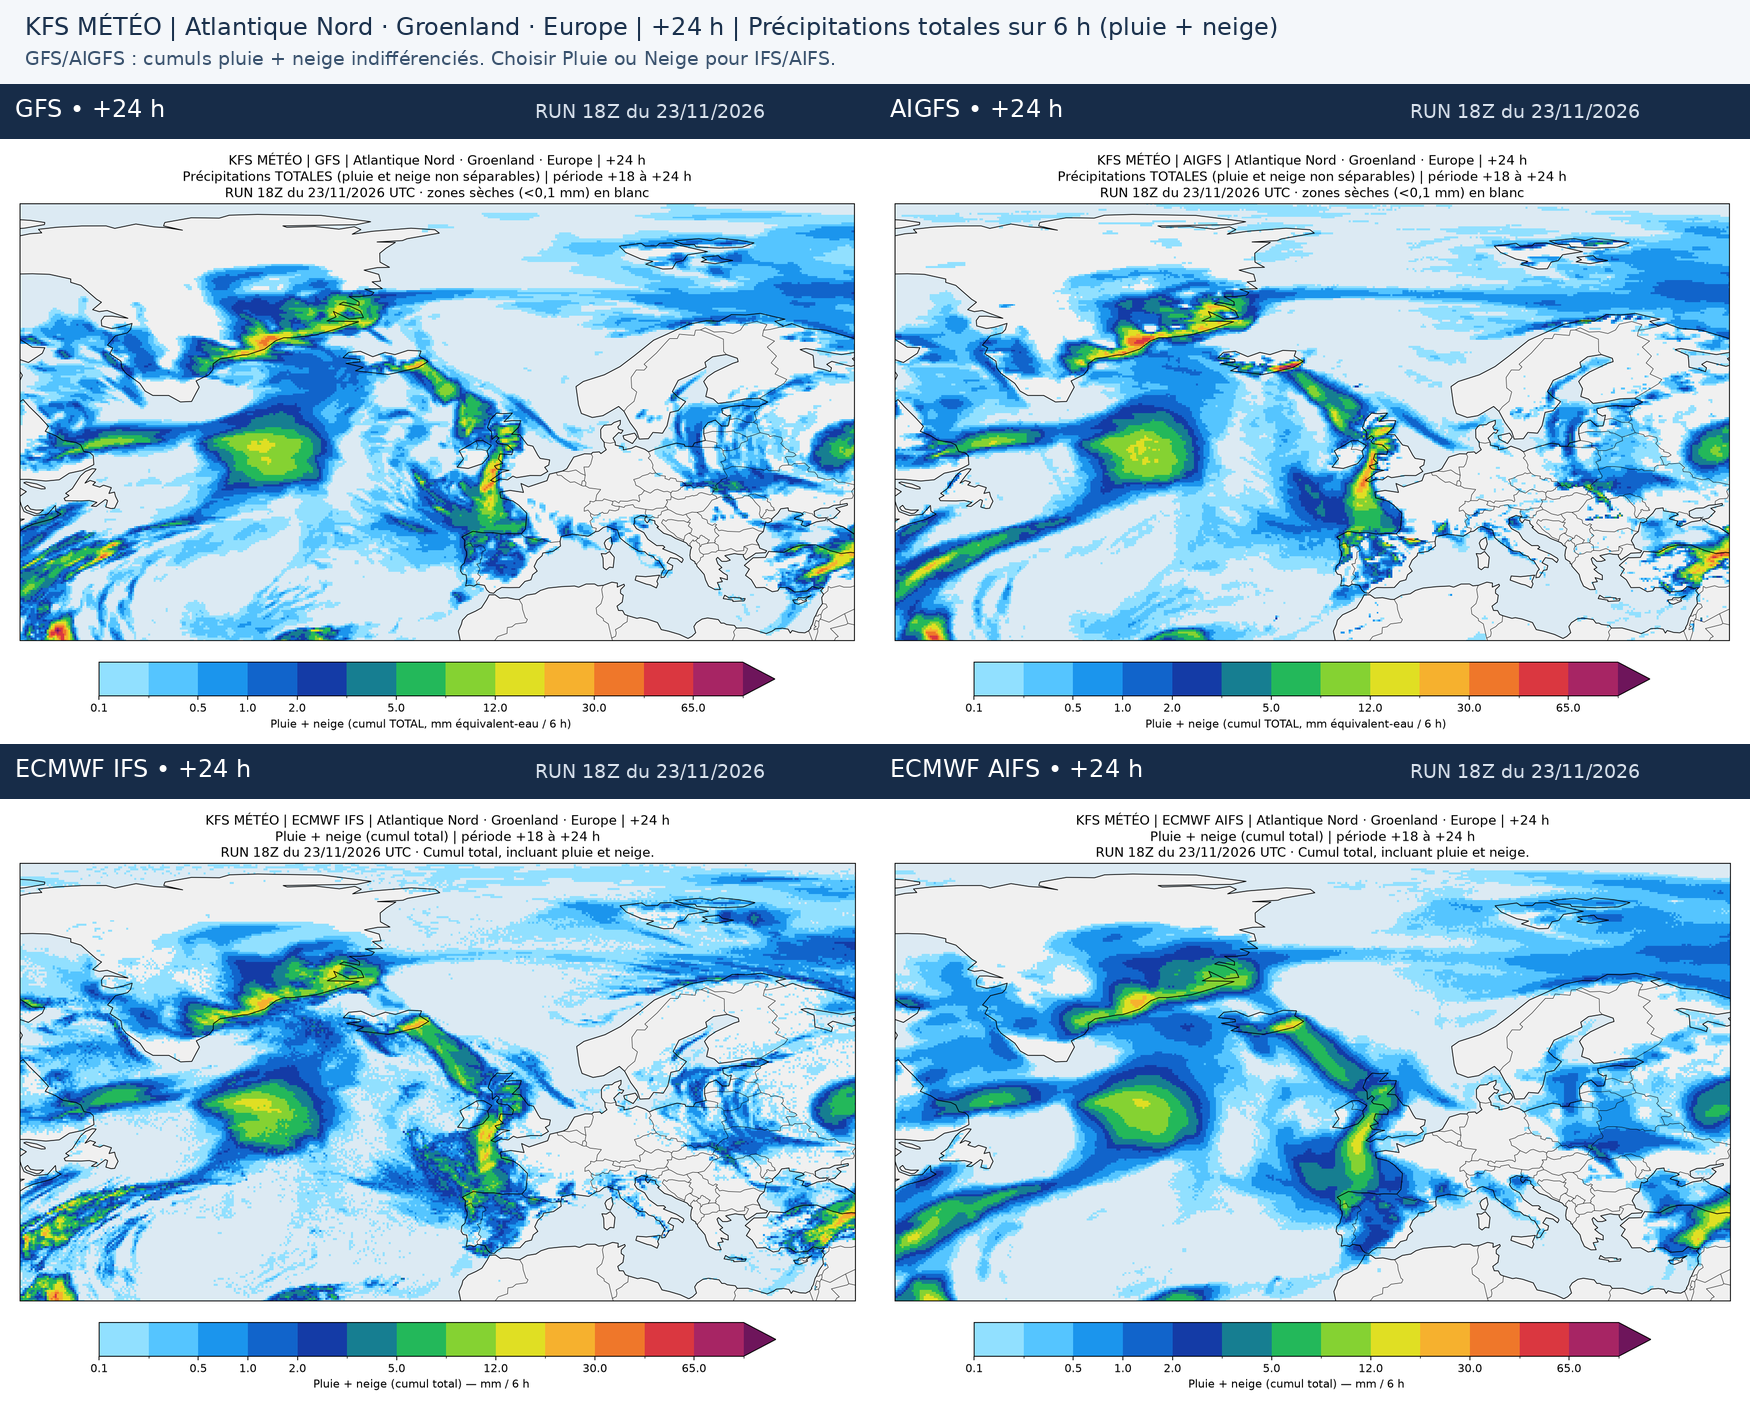 KFS MÉTÉO | Atlantique Nord · Groenland · Europe | +24 h | Précipitations totales sur 6 h (pluie + neige)
GFS/AIGFS : cumuls pluie + neige indifférenciés. Choisir Pluie ou Neige pour IFS/AIFS.
GFS • +24 h
RUN 18Z du 23/11/2026
AIGFS • +24 h
RUN 18Z du 23/11/2026
KFS MÉTÉO | GFS | Atlantique Nord · Groenland · Europe | +24 h
Précipitations TOTALES (pluie et neige non séparables) | période +18 à +24 h
RUN 18Z du 23/11/2026 UTC · zones sèches (<0,1 mm) en blanc
KFS MÉTÉO | AIGFS | Atlantique Nord · Groenland · Europe | +24 h
Précipitations TOTALES (pluie et neige non séparables) | période +18 à +24 h
RUN 18Z du 23/11/2026 UTC · zones sèches (<0,1 mm) en blanc
0.1 0.5 1.0 2.0 5.0 12.0 30.0 65.0
Pluie + neige (cumul TOTAL, mm équivalent-eau / 6 h)
0.1 0.5 1.0 2.0 5.0 12.0 30.0 65.0
Pluie + neige (cumul TOTAL, mm équivalent-eau / 6 h)
ECMWF IFS • +24 h
RUN 18Z du 23/11/2026
ECMWF AIFS • +24 h
RUN 18Z du 23/11/2026
KFS MÉTÉO | ECMWF IFS | Atlantique Nord · Groenland · Europe | +24 h
Pluie + neige (cumul total) | période +18 à +24 h
RUN 18Z du 23/11/2026 UTC · Cumul total, incluant pluie et neige.
KFS MÉTÉO | ECMWF AIFS | Atlantique Nord · Groenland · Europe | +24 h
Pluie + neige (cumul total) | période +18 à +24 h
RUN 18Z du 23/11/2026 UTC · Cumul total, incluant pluie et neige.
0.1 0.5 1.0 2.0 5.0 12.0 30.0 65.0
Pluie + neige (cumul total) — mm / 6 h
0.1 0.5 1.0 2.0 5.0 12.0 30.0 65.0
Pluie + neige (cumul total) — mm / 6 h